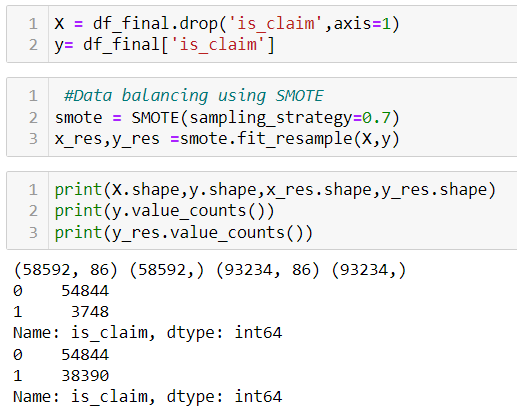 1 X = df_final.drop('is_claim',axis=1)
2 y= df_final['is_claim']
1 #Data balancing using SMOTE
2 smote = SMOTE(sampling_strategy=0.7)
3 x_res,y_res =smote.fit_resample(X,y)
1 print(X.shape,y.shape,x_res.shape,y_res.shape)
2 print(y.value_counts())
3 print(y_res.value_counts())
(58592, 86) (58592,) (93234, 86) (93234,)
0 54844
1 3748
Name: is_claim, dtype: int64
0 54844
1 38390
Name: is_claim, dtype: int64